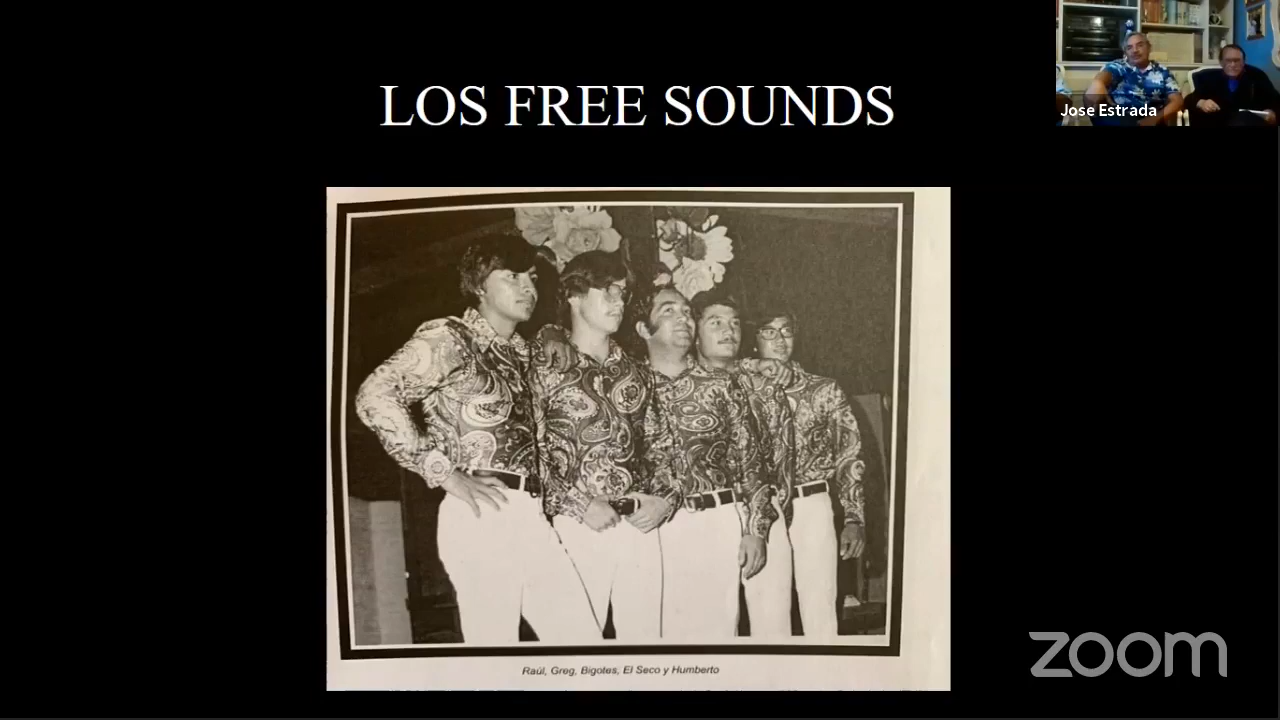 LOS FREE SOUNDS
Jose Estrada
Raúl, Greg, Bigotes, El Seco y Humberto
zoom